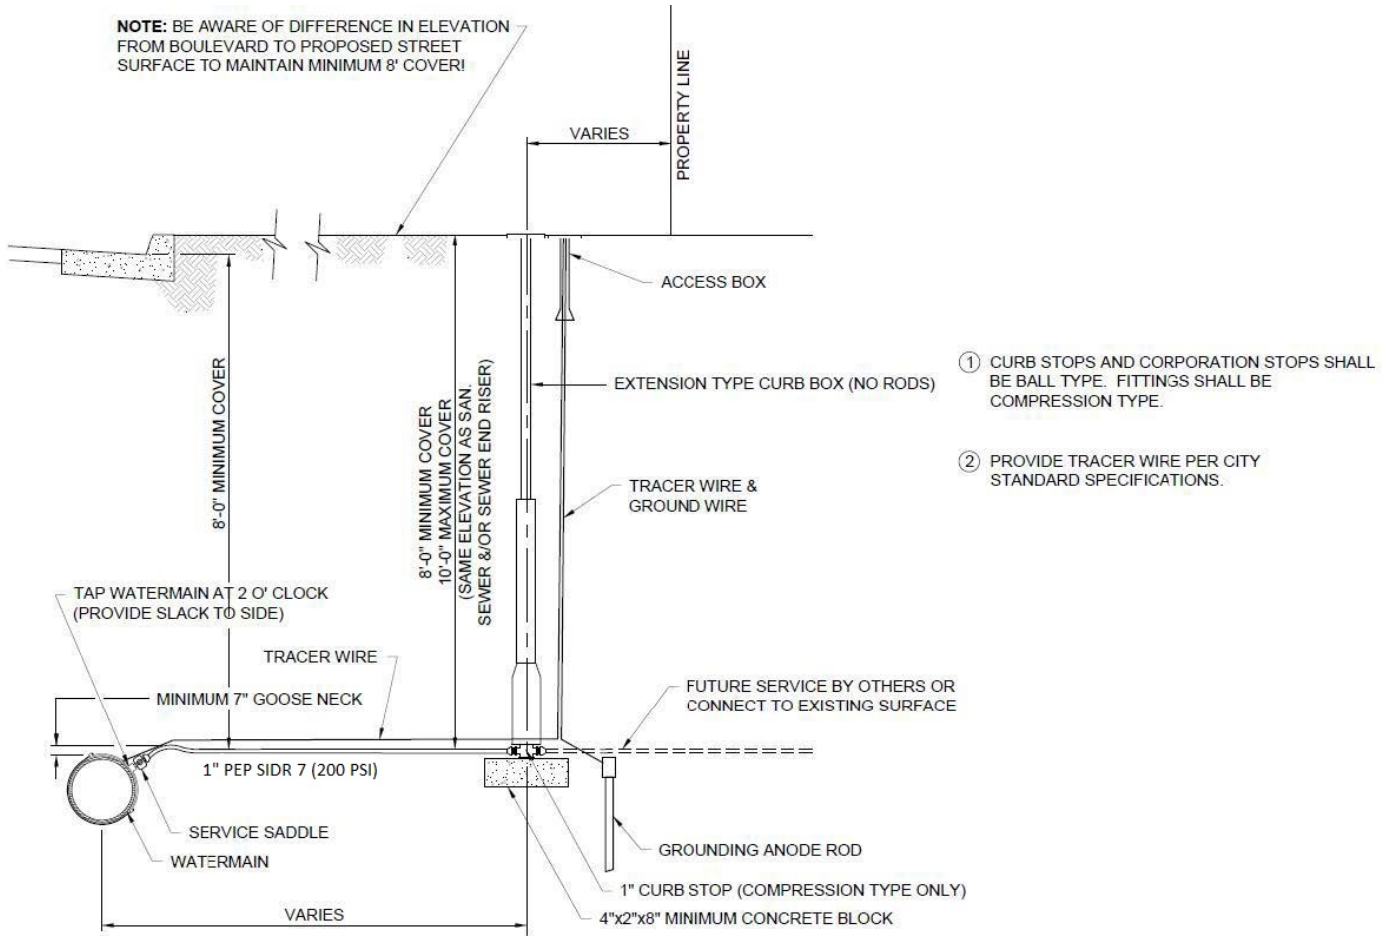 NOTE: BE AWARE OF DIFFERENCE IN ELEVATION
FROM BOULEVARD TO PROPOSED STREET
SURFACE TO MAINTAIN MINIMUM 8' COVER!
PROPERTY LINE
VARIES
ACCESS BOX
EXTENSION TYPE CURB BOX (NO RODS)
1 CURB STOPS AND CORPORATION STOPS SHALL
BE BALL TYPE. FITTINGS SHALL BE
COMPRESSION TYPE.
2 PROVIDE TRACER WIRE PER CITY
STANDARD SPECIFICATIONS.
8'-0" MINIMUM COVER
8'-0" MINIMUM COVER
10'-0" MAXIMUM COVER
(SAME ELEVATION AS SAN.
SEWER &/OR SEWER END RISER)
TRACER WIRE &
GROUND WIRE
TAP WATERMAIN AT 2 O' CLOCK
(PROVIDE SLACK TO SIDE)
TRACER WIRE
MINIMUM 7" GOOSE NECK
FUTURE SERVICE BY OTHERS OR
CONNECT TO EXISTING SURFACE
1" PEP SIDR 7 (200 PSI)
SERVICE SADDLE
WATERMAIN
GROUNDING ANODE ROD
1" CURB STOP (COMPRESSION TYPE ONLY)
4"x2"x8" MINIMUM CONCRETE BLOCK
VARIES